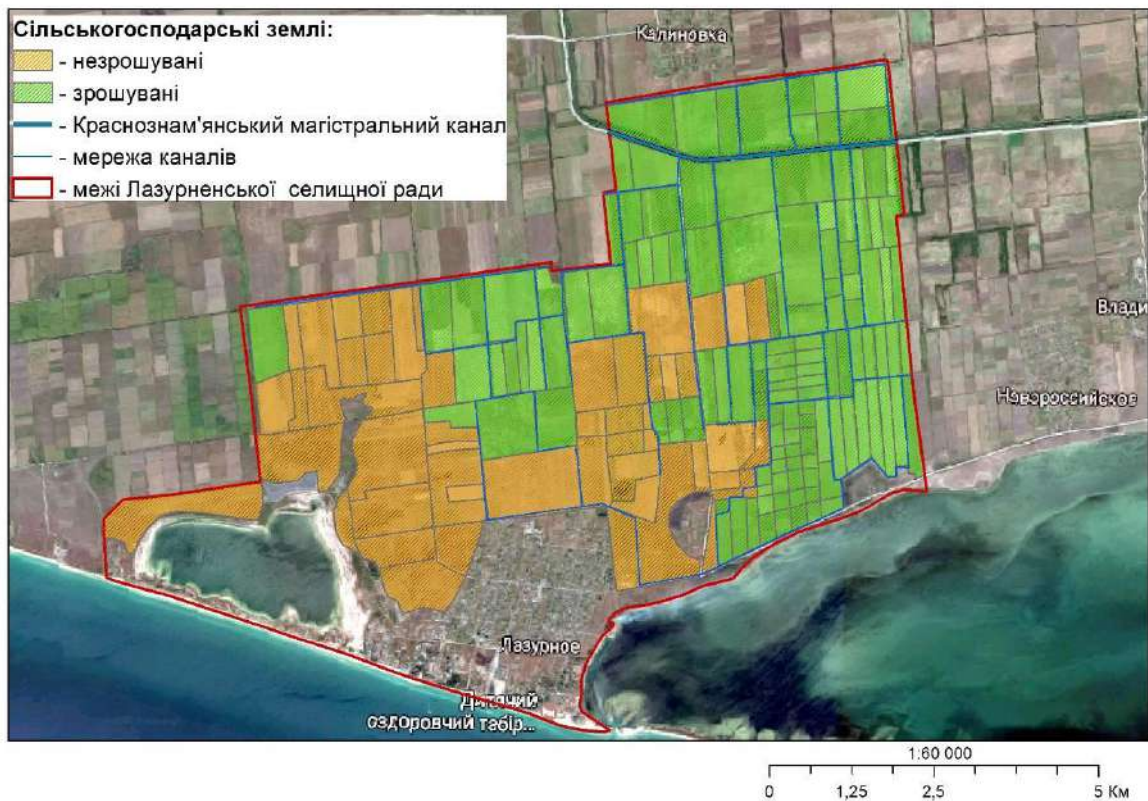 Сільськогосподарські землі:
- незрошувані
- зрошувані
- Краснознам'янський магістральний канал
- мережа каналів
- межі Лазурненської селищної ради
Калиновка
Влади
Новороссийское
Лазурное
Дитячий
оздоровчий табір...
1:60 000
0 1,25 2,5 5 Км